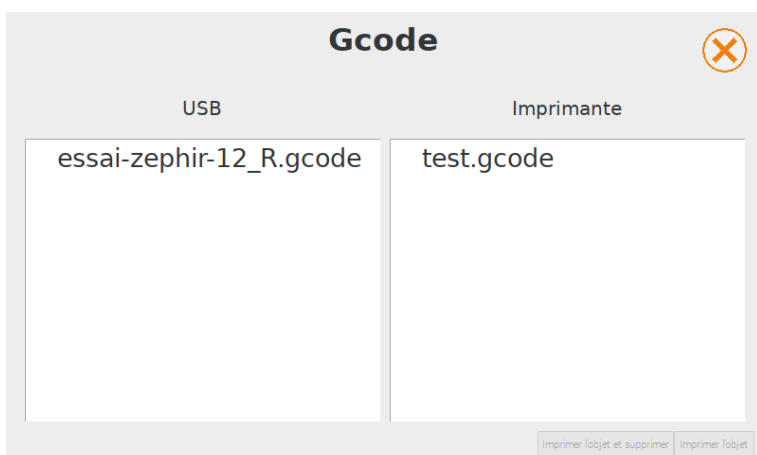 Gcode
USB
Imprimante
essai-zephir-12_R.gcode
test.gcode
Imprimer l'objet et supprimer
Imprimer l'objet